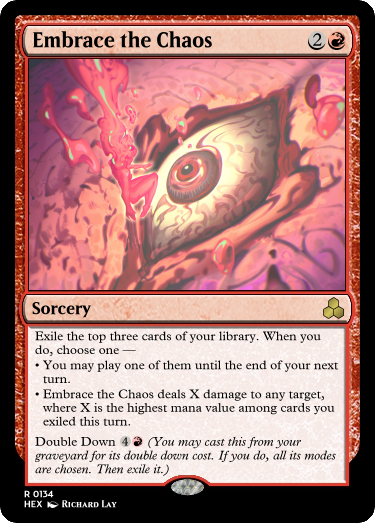 Embrace the Chaos 2
Sorcery
Exile the top three cards of your library. When you
do, choose one —
• You may play one of them until the end of your next
turn.
• Embrace the Chaos deals X damage to any target,
where X is the highest mana value among cards you
exiled this turn.
Double Down 4 (You may cast this from your
graveyard for its double down cost. If you do, all its modes
are chosen. Then exile it.)
R 0134
HEX Richard Lay